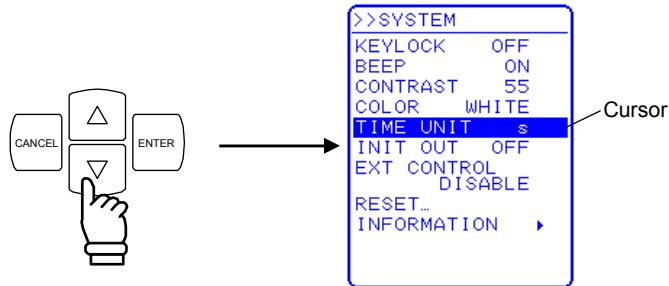 CANCEL
ENTER
>>SYSTEM
KEYLOCK OFF
BEEP ON
CONTRAST 55
COLOR WHITE
TIME UNIT s
INIT OUT OFF
EXT CONTROL
DISABLE
RESET…
INFORMATION
Cursor